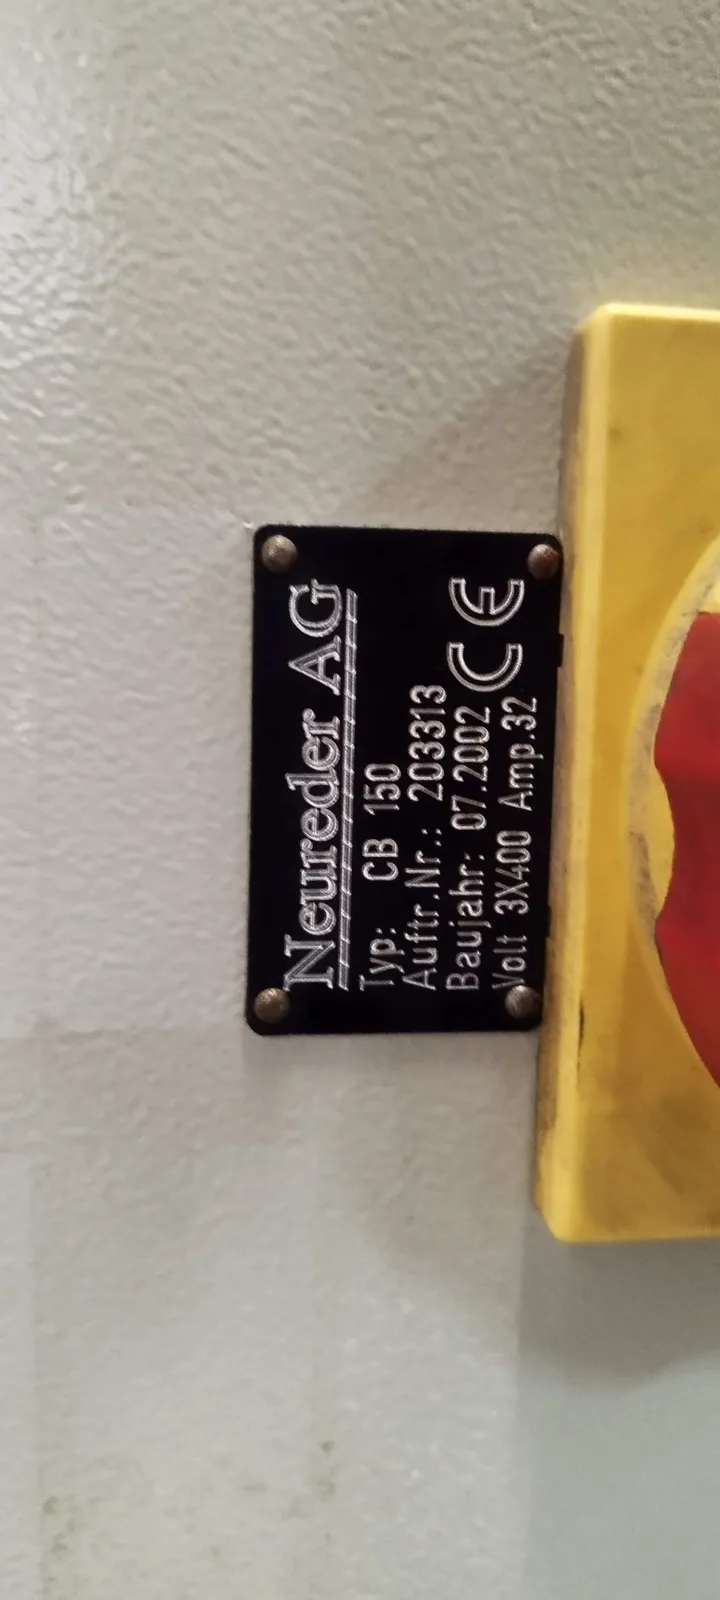 Neureder AG
Typ: CB 150
Auftr.Nr.: 203313
Baujahr: 07.2002 CE
Volt 3X400 Amp.32